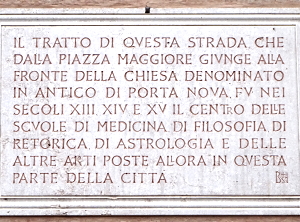 IL TRATTO DI QVESTA STRADA CHE
DALLA PIAZZA MAGGIORE GIVNGE ALLA
FRONTE DELLA CHIESA DENOMINATO
IN ANTICO DI PORTA NOVA, FV NEI
SECOLI XIII, XIV E XV IL CENTRO DELLE
SCVOLE DI MEDICINA DI FILOSOFIA, DI
RETORICA DI ASTROLOGIA E DELLE
ALTRE ARTI POSTE ALLORA IN QVESTA
PARTE DELLA CITTÀ